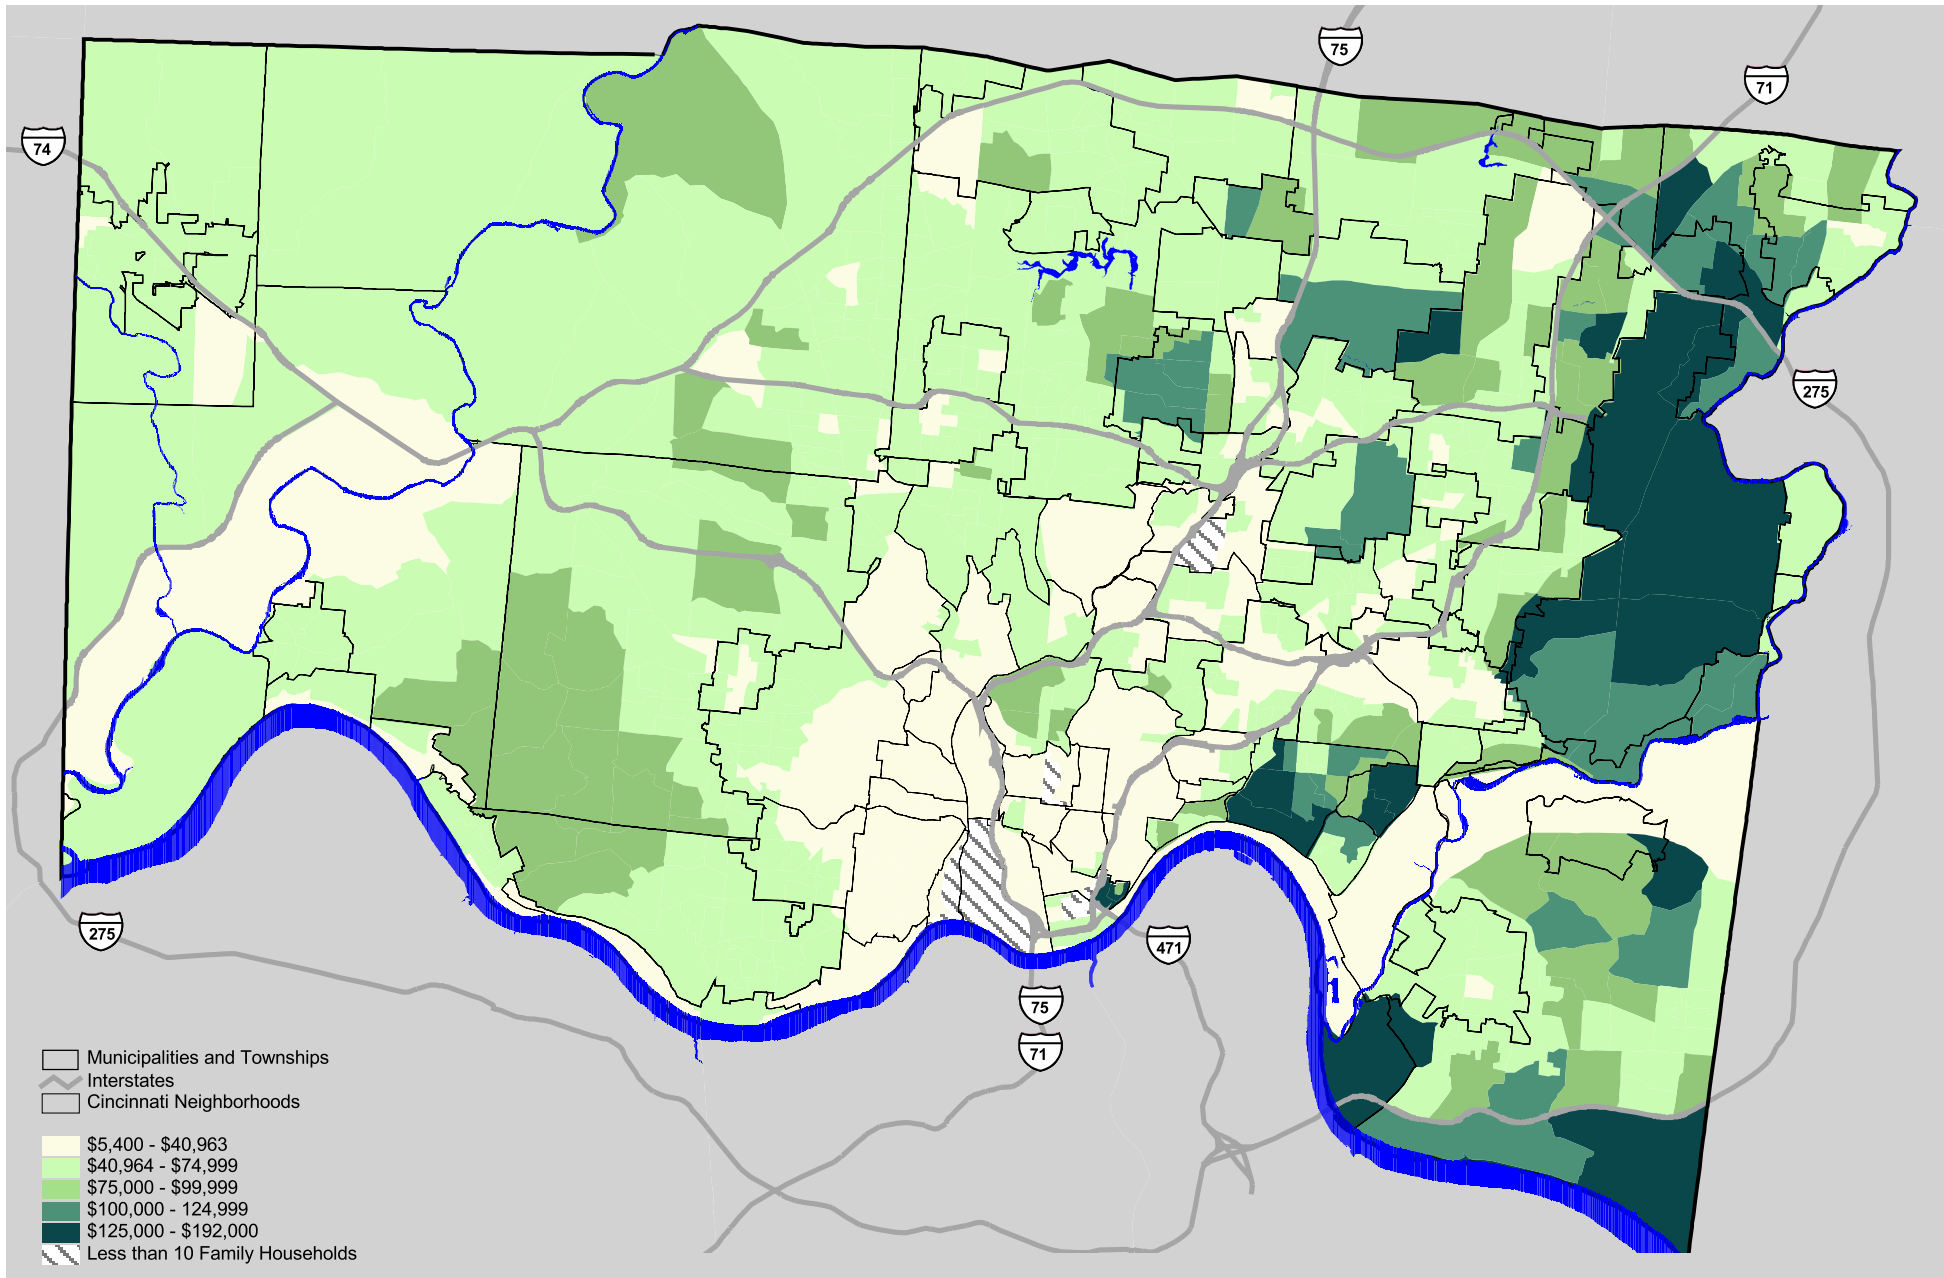 75
71
74
275
275
471
75
71
Municipalities and Townships
Interstates
Cincinnati Neighborhoods
$5,400 - $40,963
$40,964 - $74,999
$75,000 - $99,999
$100,000 - 124,999
$125,000 - $192,000
Less than 10 Family Households